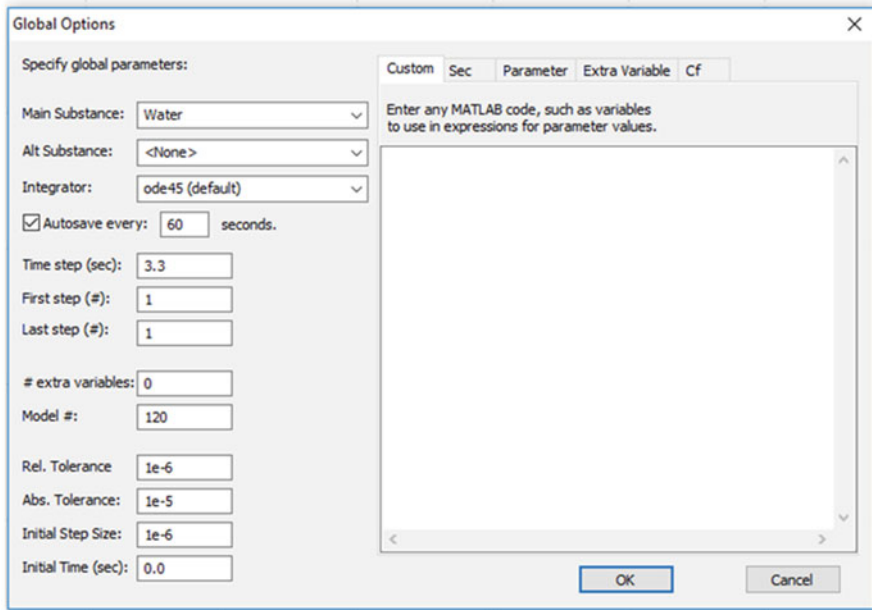 Global Options
Specify global parameters:
Main Substance: Water
Alt Substance: <None>
Integrator: ode45 (default)
Autosave every: 60 seconds.
Time step (sec): 3.3
First step (#): 1
Last step (#): 1
# extra variables: 0
Model #: 120
Rel. Tolerance 1e-6
Abs. Tolerance: 1e-5
Initial Step Size: 1e-6
Initial Time (sec): 0.0
Custom Sec Parameter Extra Variable Cf
Enter any MATLAB code, such as variables
to use in expressions for parameter values.
OK Cancel